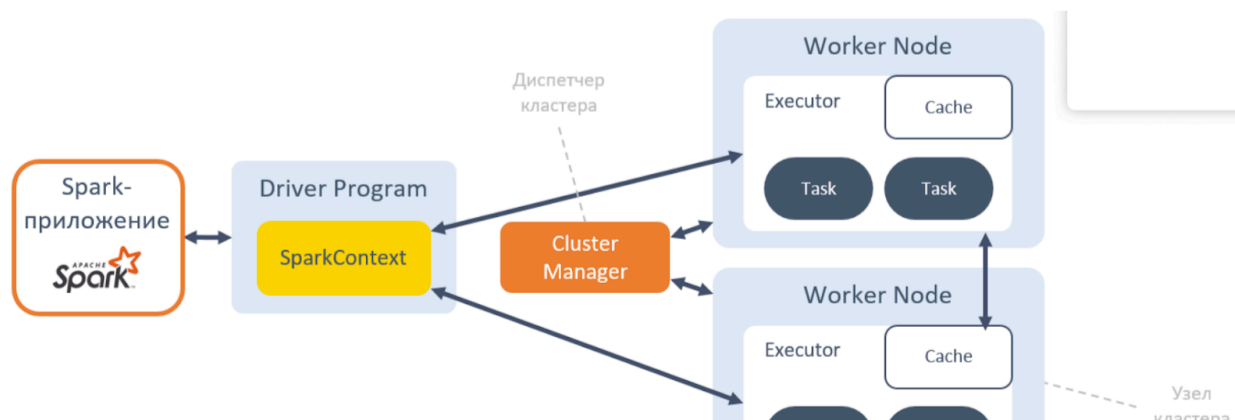 Worker Node
Диспетчер
кластера
Executor
Cache
Spark-
приложение
APACHE
Spark
Driver Program
SparkContext
Task
Task
Cluster
Manager
Worker Node
Executor
Cache
Узел
кластера